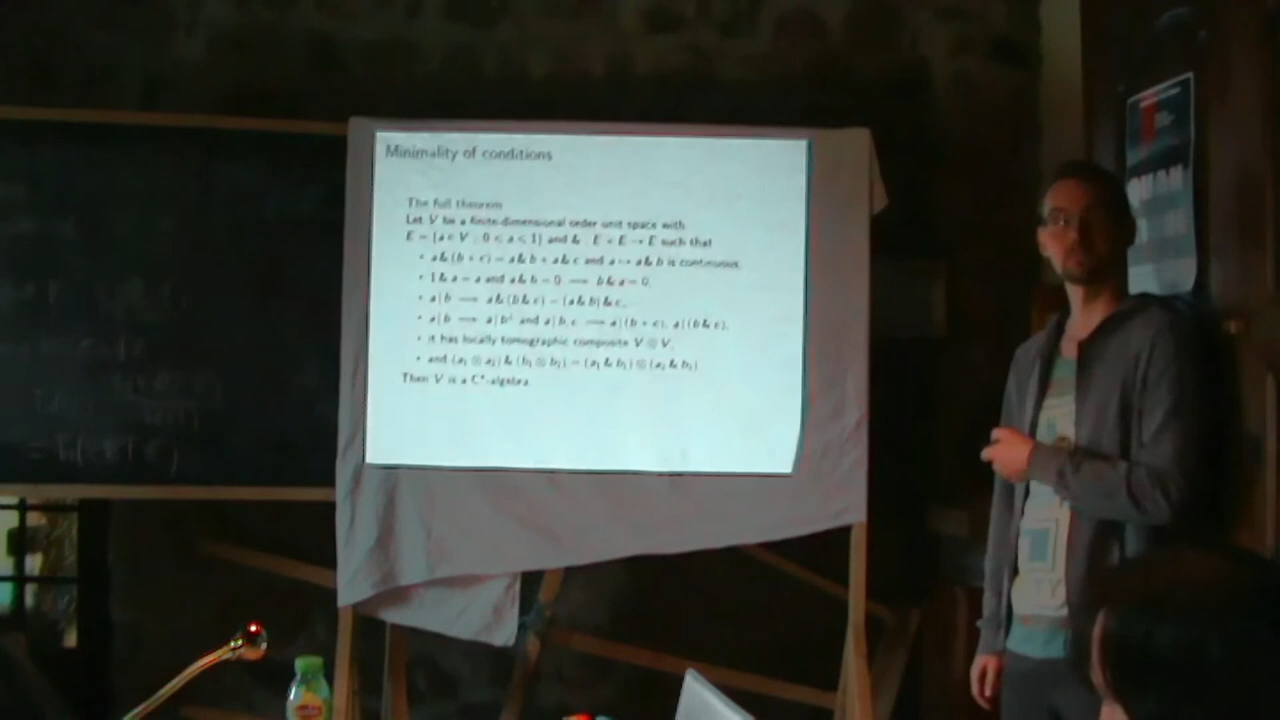 Minimality of conditions
The full theorem
Let V be a finite-dimensional order unit space with
E = {a ∈ V ; 0 ⩽ a ⩽ 1} and & : E × E → E such that
• a & (b + c) = a & b + a & c and a ↦ a & b is continuous.
• 1 & a = a and a & b = 0 ⟹ b & a = 0.
• a | b ⟹ a & (b & c) = (a & b) & c.
• a | b ⟹ a | b⊥ and a | b, c ⟹ a | (b + c), a | (b & c).
• it has locally tomographic composite V ⊗ V,
• and (a₁ ⊗ a₂) & (b₁ ⊗ b₂) = (a₁ & b₁) ⊗ (a₂ & b₂)
Then V is a C*-algebra.